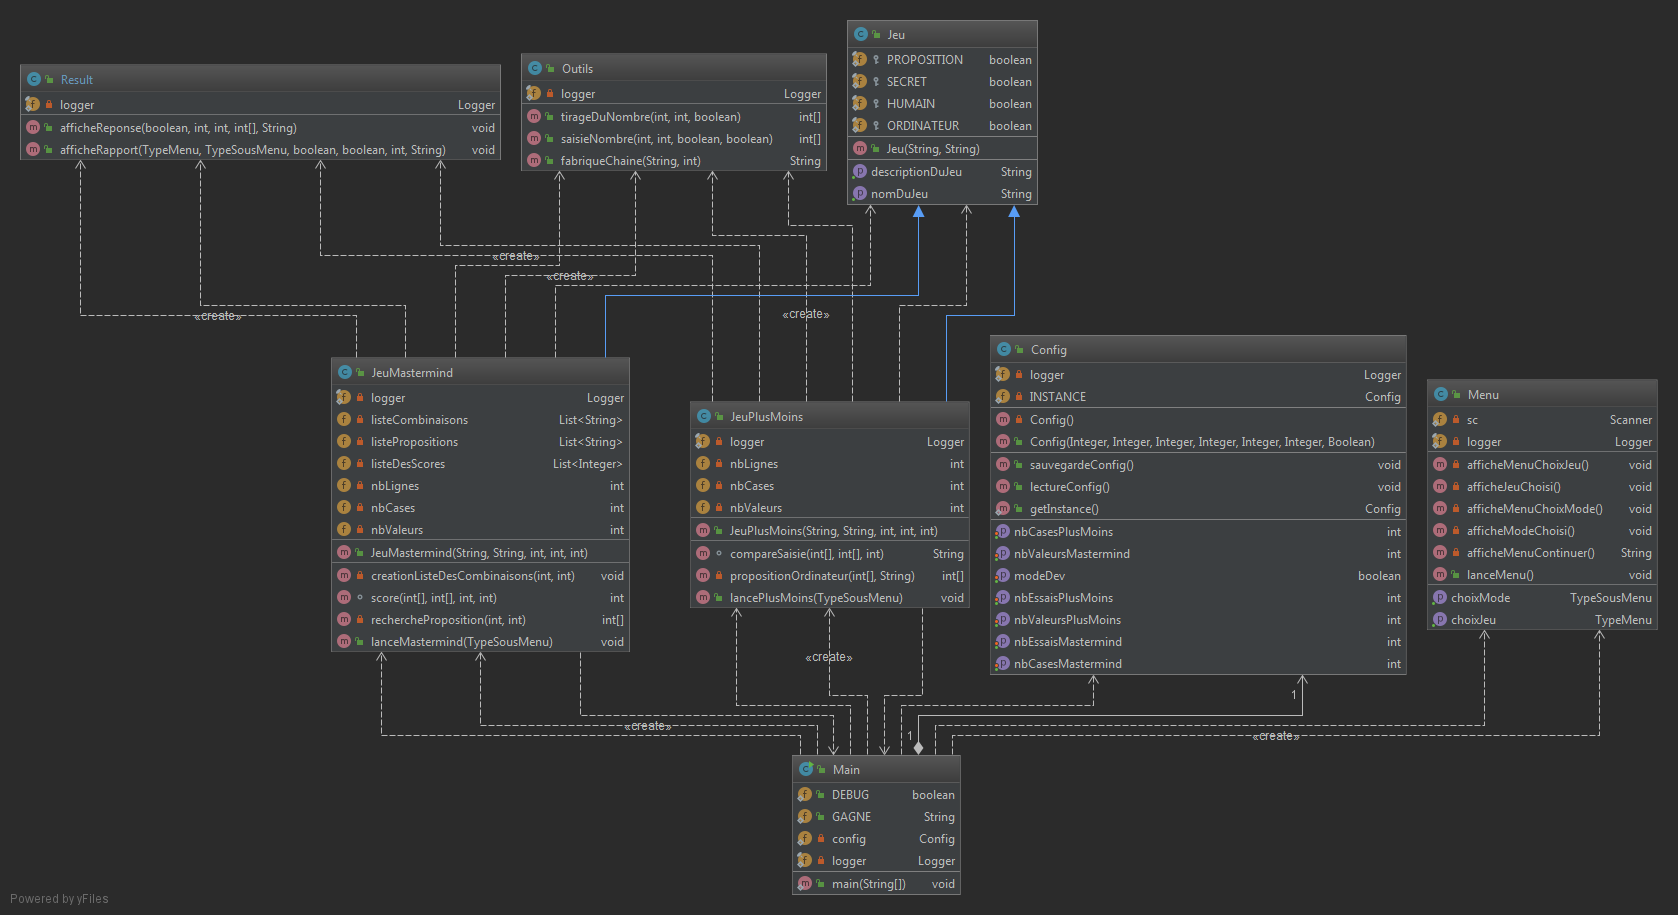 Result
logger Logger
afficheReponse(boolean, int, int, int[], String) void
afficheRapport(TypeMenu, TypeSousMenu, boolean, boolean, int, String) void
Outils
logger Logger
tirageDuNombre(int, int, boolean) int[]
saisieNombre(int, int, boolean, boolean) int[]
fabriqueChaine(String, int) String
Jeu
PROPOSITION boolean
SECRET boolean
HUMAIN boolean
ORDINATEUR boolean
Jeu(String, String)
descriptionDuJeu String
nomDuJeu String
«create»
«create»
«create»
«create»
JeuMastermind
logger Logger
listeCombinaisons List<String>
listePropositions List<String>
listeDesScores List<Integer>
nbLignes int
nbCases int
nbValeurs int
JeuMastermind(String, String, int, int, int)
creationListeDesCombinaisons(int, int) void
score(int[], int[], int, int) int
rechercheProposition(int, int) int[]
lanceMastermind(TypeSousMenu) void
JeuPlusMoins
logger Logger
nbLignes int
nbCases int
nbValeurs int
JeuPlusMoins(String, String, int, int, int)
compareSaisie(int[], int[], int) String
propositionOrdinateur(int[], String) int[]
lancePlusMoins(TypeSousMenu) void
Config
logger Logger
INSTANCE Config
Config()
Config(Integer, Integer, Integer, Integer, Integer, Integer, Boolean)
sauvegardeConfig() void
lectureConfig() void
getInstance() Config
nbCasesPlusMoins int
nbValeursMastermind int
modeDev boolean
nbEssaisPlusMoins int
nbValeursPlusMoins int
nbEssaisMastermind int
nbCasesMastermind int
Menu
sc Scanner
logger Logger
afficheMenuChoixJeu() void
afficheJeuChoisi() void
afficheMenuChoixMode() void
afficheModeChoisi() void
afficheMenuContinuer() String
lanceMenu() void
choixMode TypeSousMenu
choixJeu TypeMenu
«create»
1
«create»
1
«create»
Main
DEBUG boolean
GAGNE String
config Config
logger Logger
main(String[]) void
Powered by yFiles